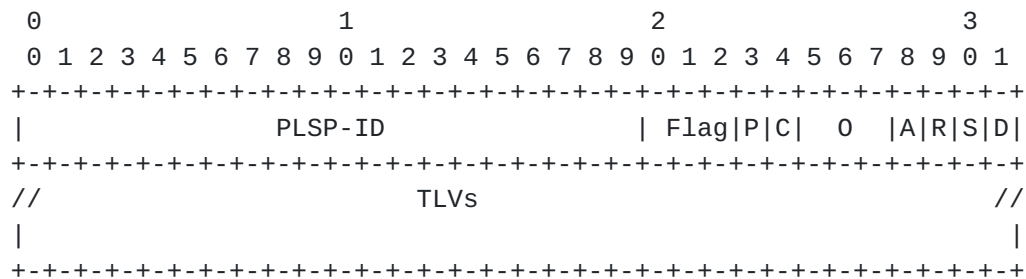 0                   1                   2                   3
 0 1 2 3 4 5 6 7 8 9 0 1 2 3 4 5 6 7 8 9 0 1 2 3 4 5 6 7 8 9 0 1
+-+-+-+-+-+-+-+-+-+-+-+-+-+-+-+-+-+-+-+-+-+-+-+-+-+-+-+-+-+-+-+-+
|                PLSP-ID                | Flag|P|C|  O  |A|R|S|D|
+-+-+-+-+-+-+-+-+-+-+-+-+-+-+-+-+-+-+-+-+-+-+-+-+-+-+-+-+-+-+-+-+
//                        TLVs                                 //
|                                                               |
+-+-+-+-+-+-+-+-+-+-+-+-+-+-+-+-+-+-+-+-+-+-+-+-+-+-+-+-+-+-+-+-+